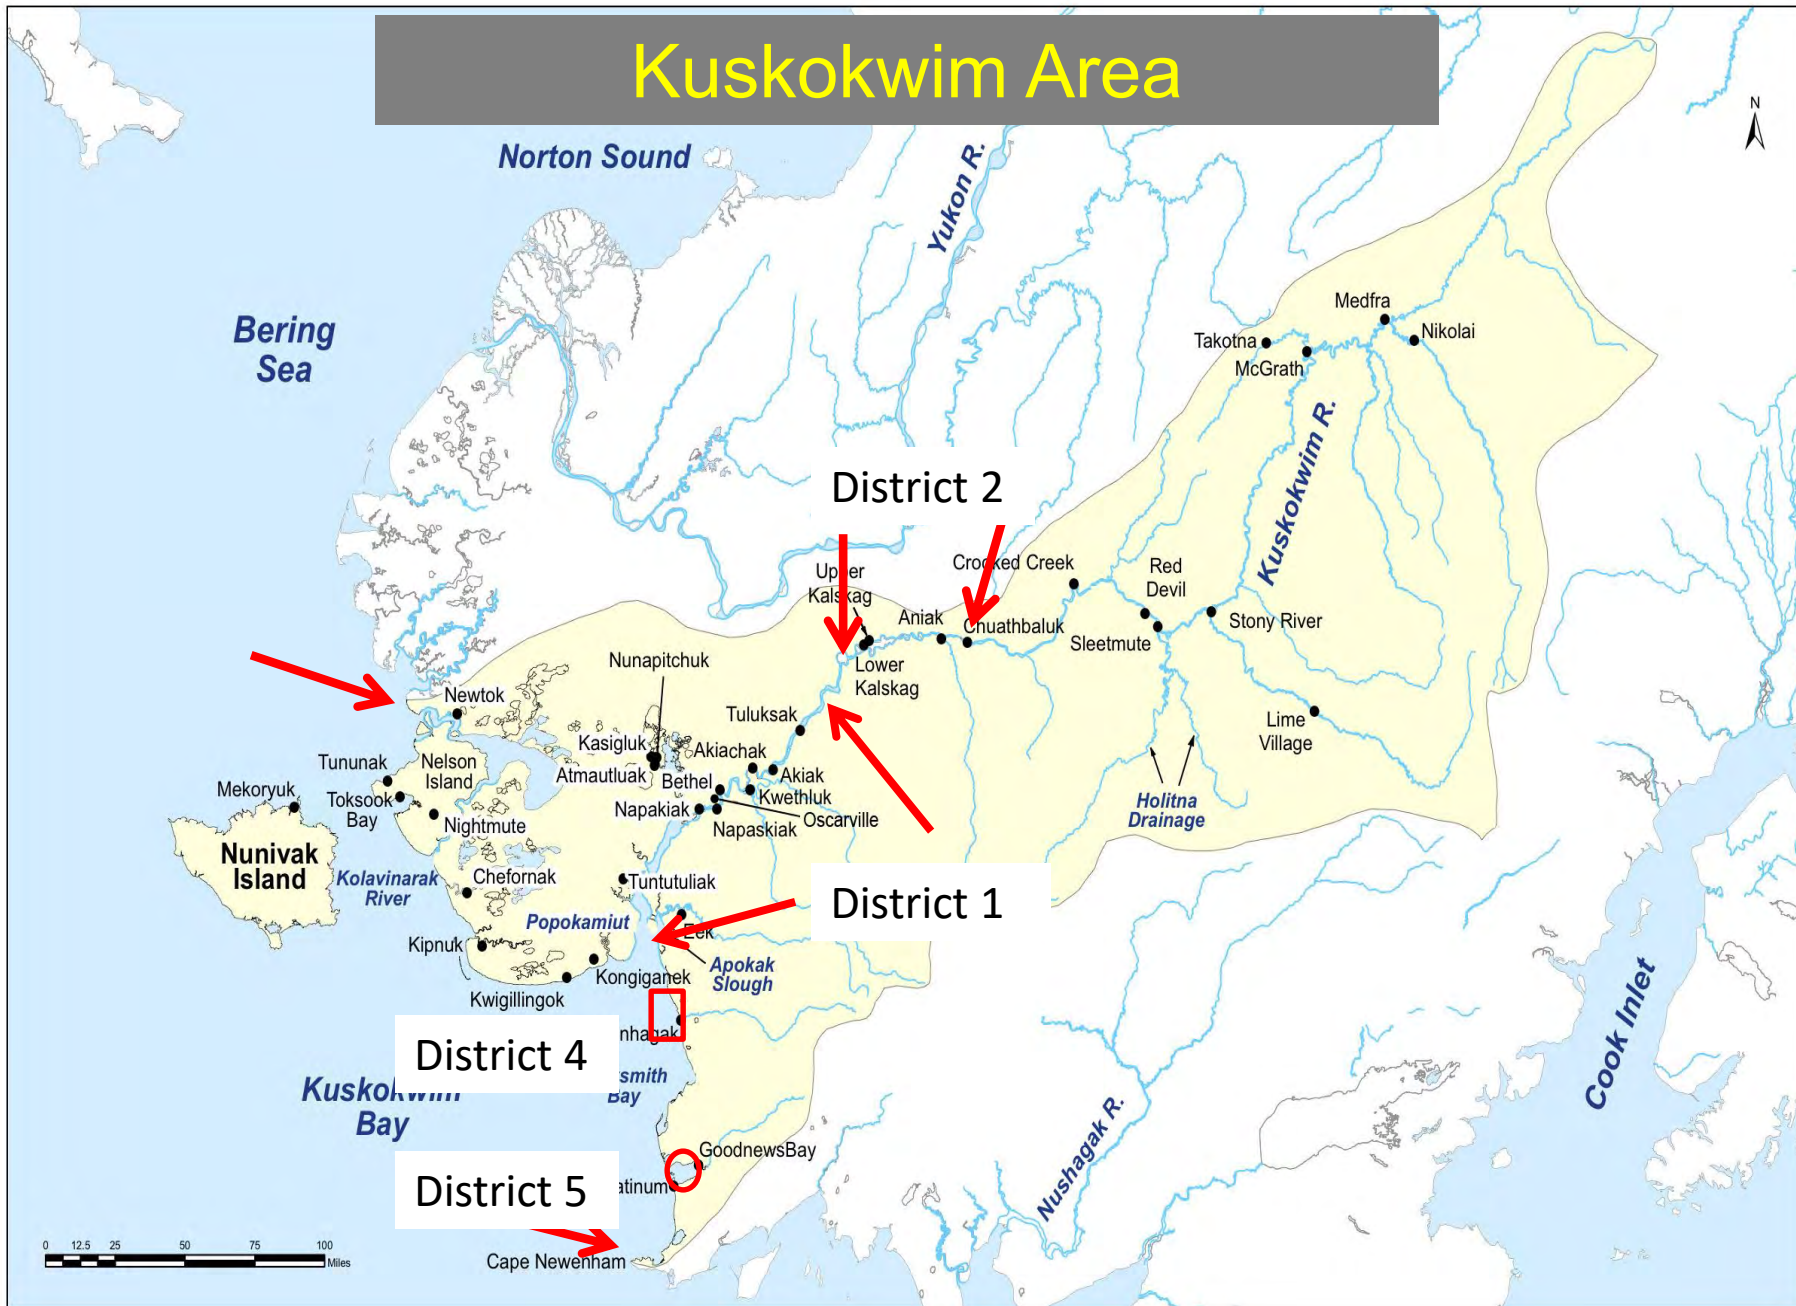 Kuskokwim Area
N
Norton Sound
Yukon R.
Bering
Sea
Medfra
Nikolai
Takotna
McGrath
Kuskokwim R.
District 2
Crooked Creek
Upper
Kalskag
Red
Devil
Aniak
Chuathbaluk
Stony River
Sleetmute
Nunapitchuk
Lower
Kalskag
Newtok
Tuluksak
Lime
Village
Kasigluk
Akiachak
Nelson
Island
Tununak
Atmautluak
Bethel
Akiak
Mekoryuk
Toksook
Bay
Kwethluk
Napakiak
Oscarville
Holitna
Drainage
Nightmute
Napaskiak
Nunivak
Island
Kolavinarak
River
Chefornak
Tuntutuliak
District 1
Popokamiut
Eek
Kipnuk
Apokak
Slough
Kongiganek
Kwigillingok
nhagak
District 4
Kuskokwim
Bay
smith
Bay
Cook Inlet
Nushagak R.
GoodnewsBay
District 5
atinum
Cape Newenham
0 12.5 25 50 75 100
Miles